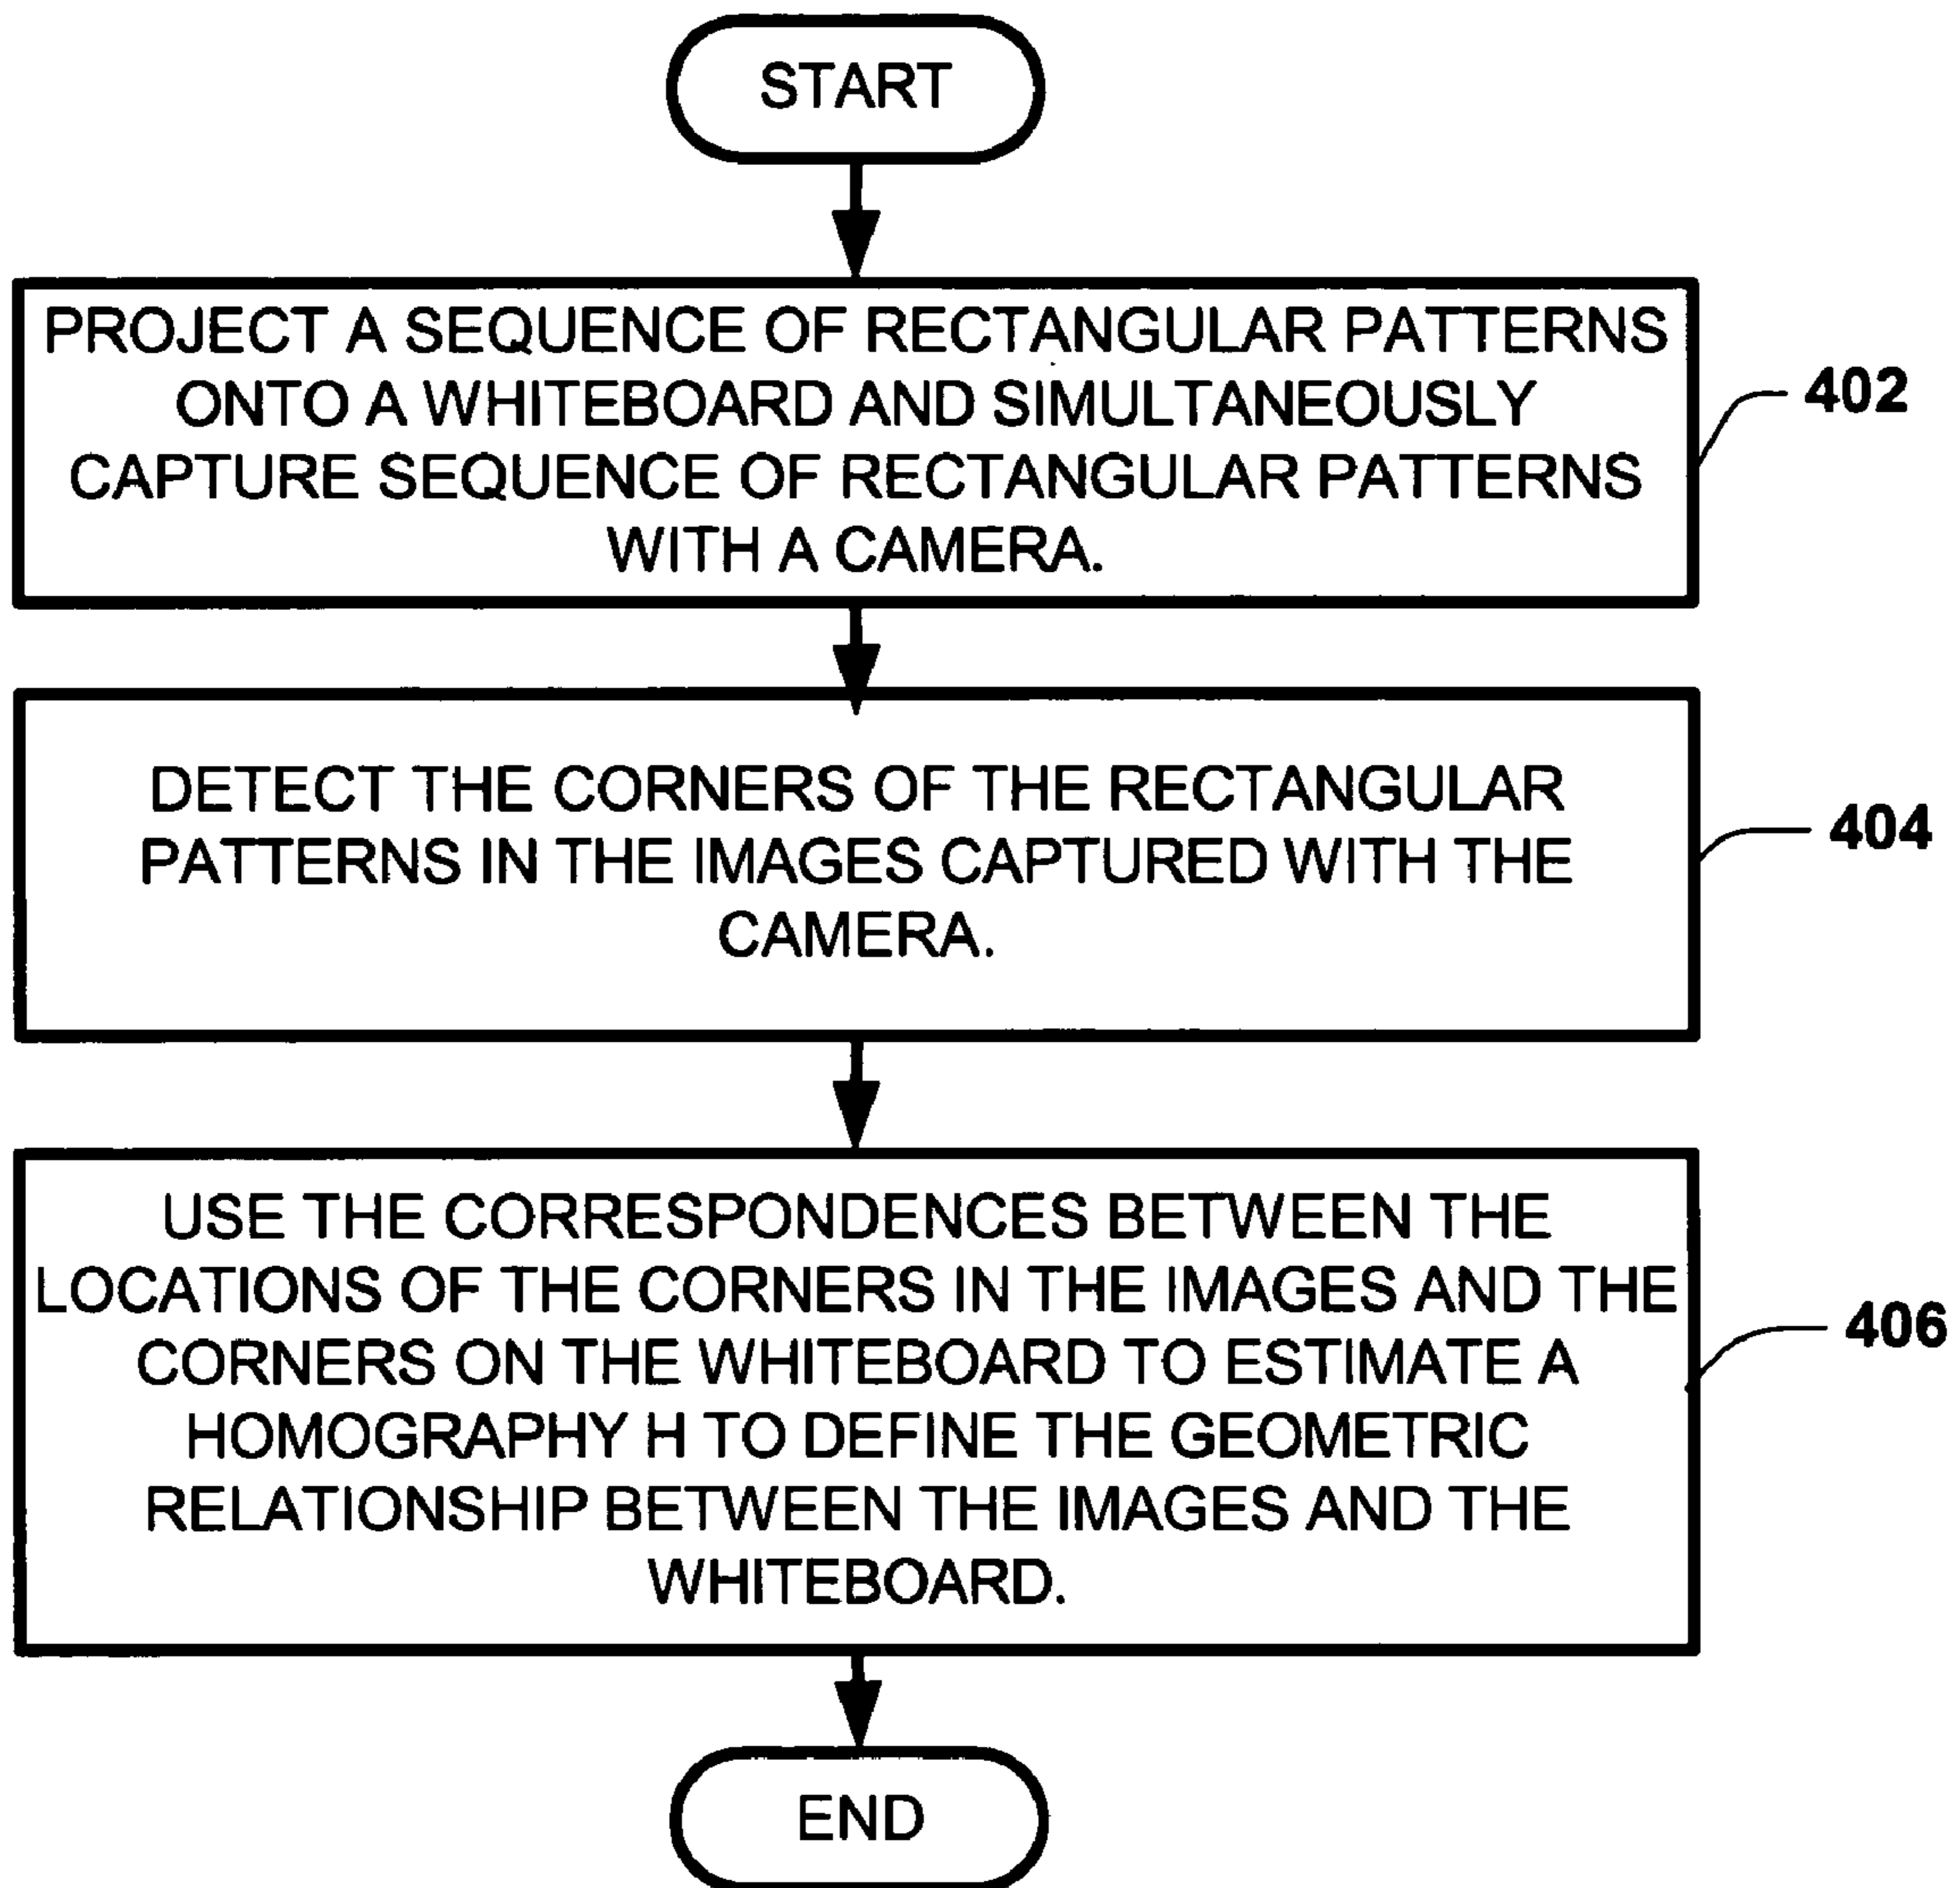 START
PROJECT A SEQUENCE OF RECTANGULAR PATTERNS
ONTO A WHITEBOARD AND SIMULTANEOUSLY
CAPTURE SEQUENCE OF RECTANGULAR PATTERNS
WITH A CAMERA.
402
DETECT THE CORNERS OF THE RECTANGULAR
PATTERNS IN THE IMAGES CAPTURED WITH THE
CAMERA.
404
USE THE CORRESPONDENCES BETWEEN THE
LOCATIONS OF THE CORNERS IN THE IMAGES AND THE
CORNERS ON THE WHITEBOARD TO ESTIMATE A
HOMOGRAPHY H TO DEFINE THE GEOMETRIC
RELATIONSHIP BETWEEN THE IMAGES AND THE
WHITEBOARD.
406
END